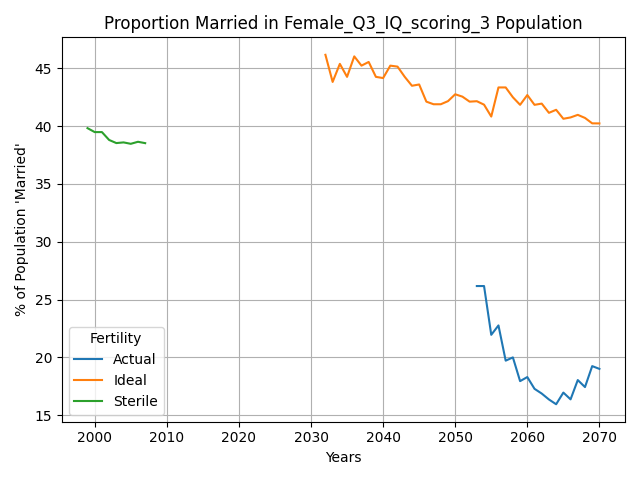 Proportion Married in Female_Q3_IQ_scoring_3 Population
% of Population 'Married'
45
40
35
30
25
20
15
Fertility
Actual
Ideal
Sterile
2000 2010 2020 2030 2040 2050 2060 2070
Years